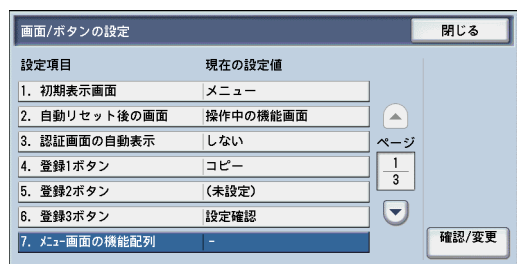 画面/ボタンの設定
閉じる
設定項目 現在の設定値
1. 初期表示画面 メニュー
2. 自動リセット後の画面 操作中の機能画面
3. 認証画面の自動表示 しない
4. 登録1ボタン コピー
5. 登録2ボタン (未設定)
6. 登録3ボタン 設定確認
7. ﾒﾆｭｰ画面の機能配列 -
ページ
1
3
確認/変更